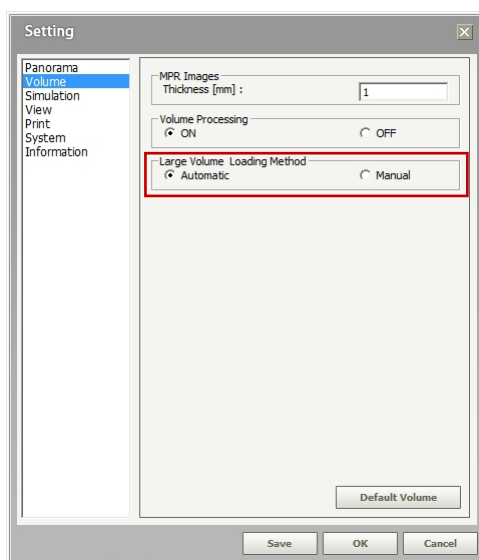 Setting
Panorama
Volume
Simulation
View
Print
System
Information
MPR Images
Thickness [mm] :
1
Volume Processing
ON
OFF
Large Volume Loading Method
Automatic
Manual
Default Volume
Save
OK
Cancel